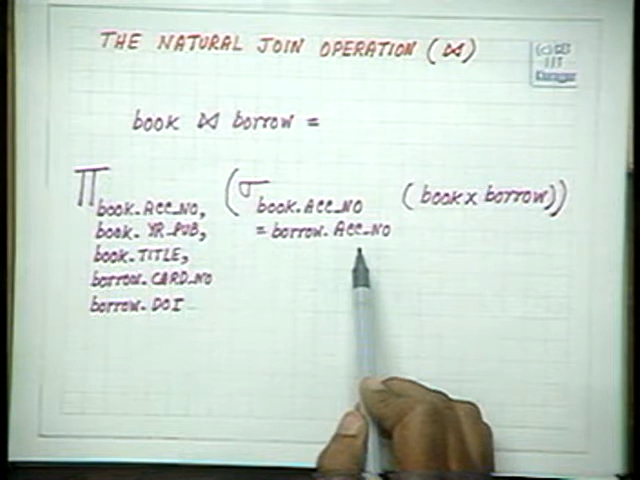 THE NATURAL JOIN OPERATION (⋈)
(C) CET
IIT
book ⋈ borrow =
∏ book.ACC_NO, (σ book.ACC_NO (book x borrow))
book. YR_PUB, = borrow. ACC_NO
book.TITLE,
borrow. CARD_NO
borrow. DOI